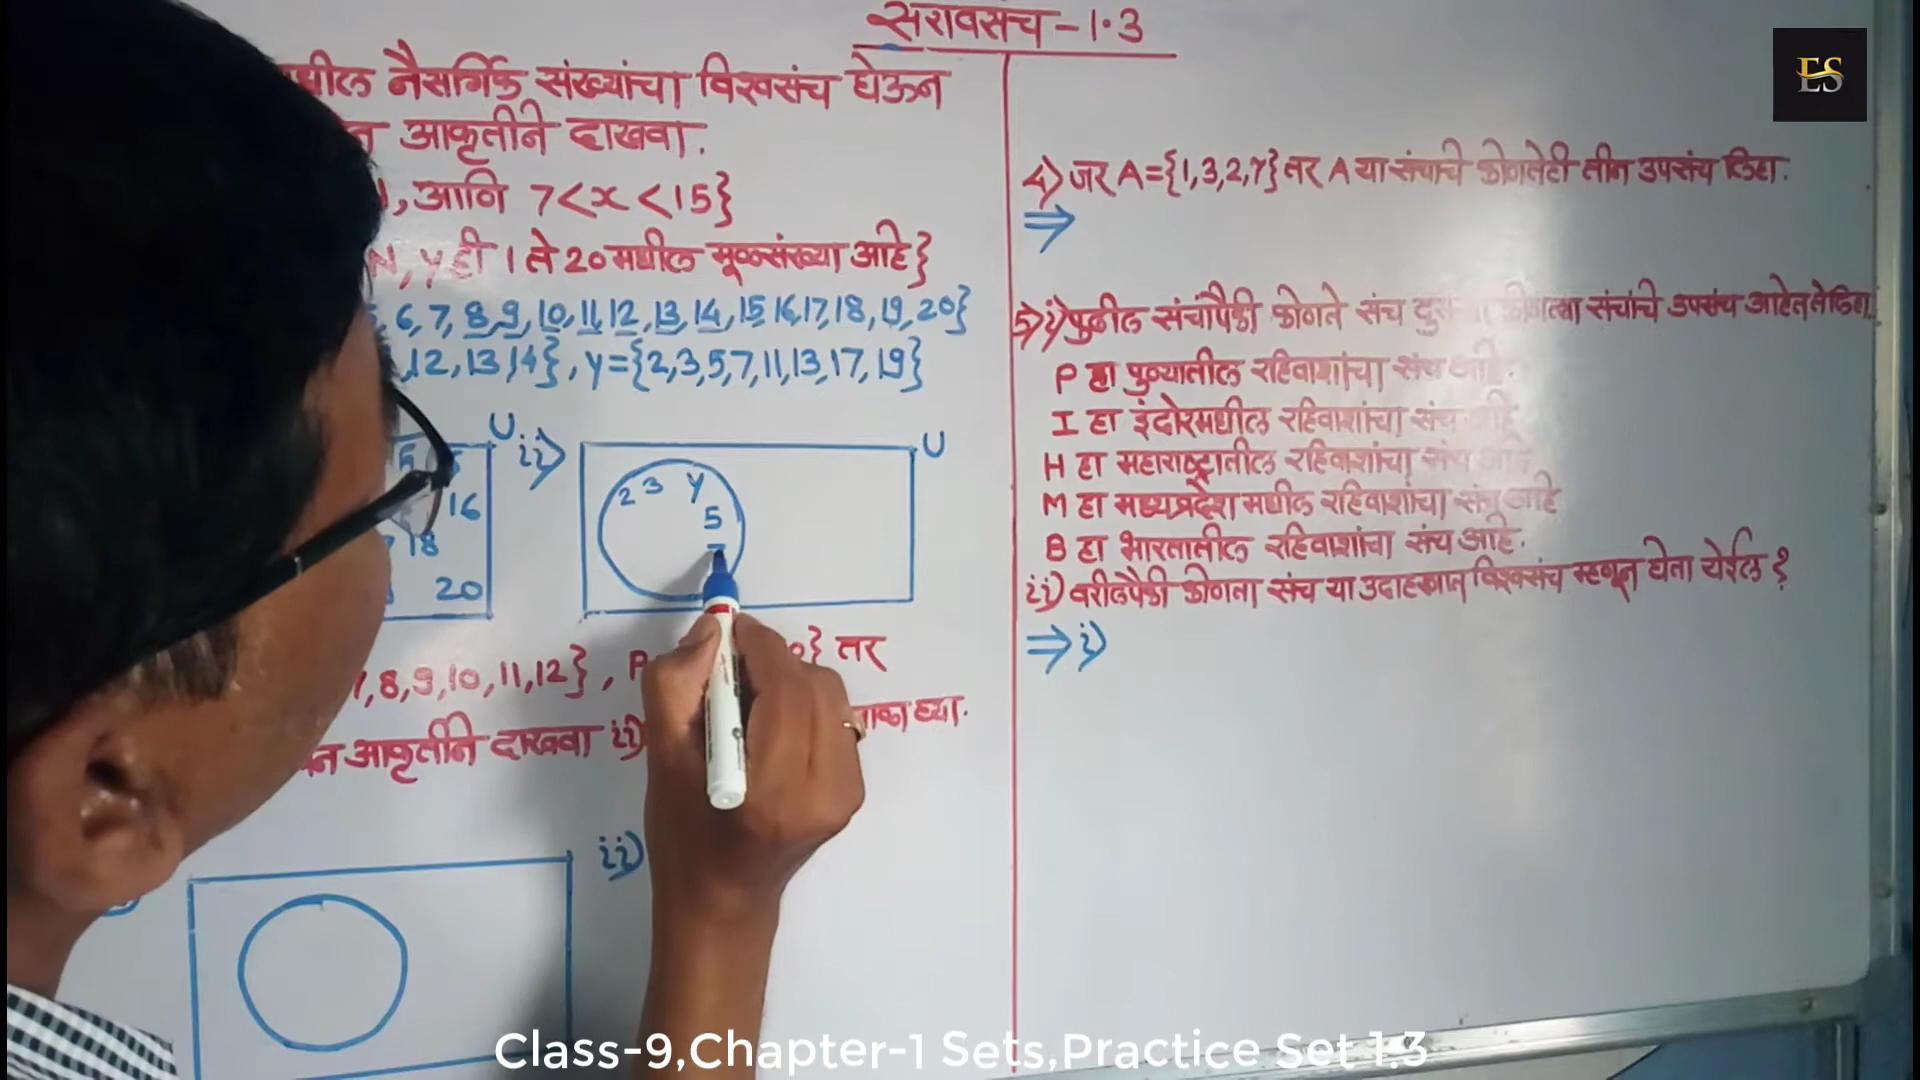 सरावसंच - 1.3
ES
नैसर्गिक संख्यांचा विश्वसंच घेऊन
आकृतीने दाखवा.
, आणि 7 < x < 15}
N, Y ही 1 ते 20 मधील मूळसंख्या आहे}
6, 7, 8, 9, 10, 11, 12, 13, 14, 15 16, 17, 18, 19, 20}
, 12, 13, 14}, Y = {2, 3, 5, 7, 11, 13, 17, 19}
U ii) U
5 16 18 20
2 3 Y 5 7
8, 9, 10, 11, 12}, P तर
आकृतीने दाखवा ii) घ्या.
ii)
4) जर A = {1, 3, 2, 7} तर A या संचाचे कोणतेही तीन उपसंच लिहा.
⇒
5) i) पुढील संचांपैकी कोणते संच संचांचे उपसंच आहेत ते लिहा.
P हा पुण्यातील रहिवाशांचा संच आहे.
I हा इंदोरमधील रहिवाशांचा संच आहे
H हा महाराष्ट्रातील रहिवाशांचा संच आहे
M हा मध्यप्रदेश मधील रहिवाशांचा संच आहे
B हा भारतातील रहिवाशांचा संच आहे.
ii) वरीलपैकी कोणता संच या उदाहरणात विश्वसंच म्हणून घेता येईल ?
⇒ i)
Class-9,Chapter-1 Sets,Practice Set 1.3